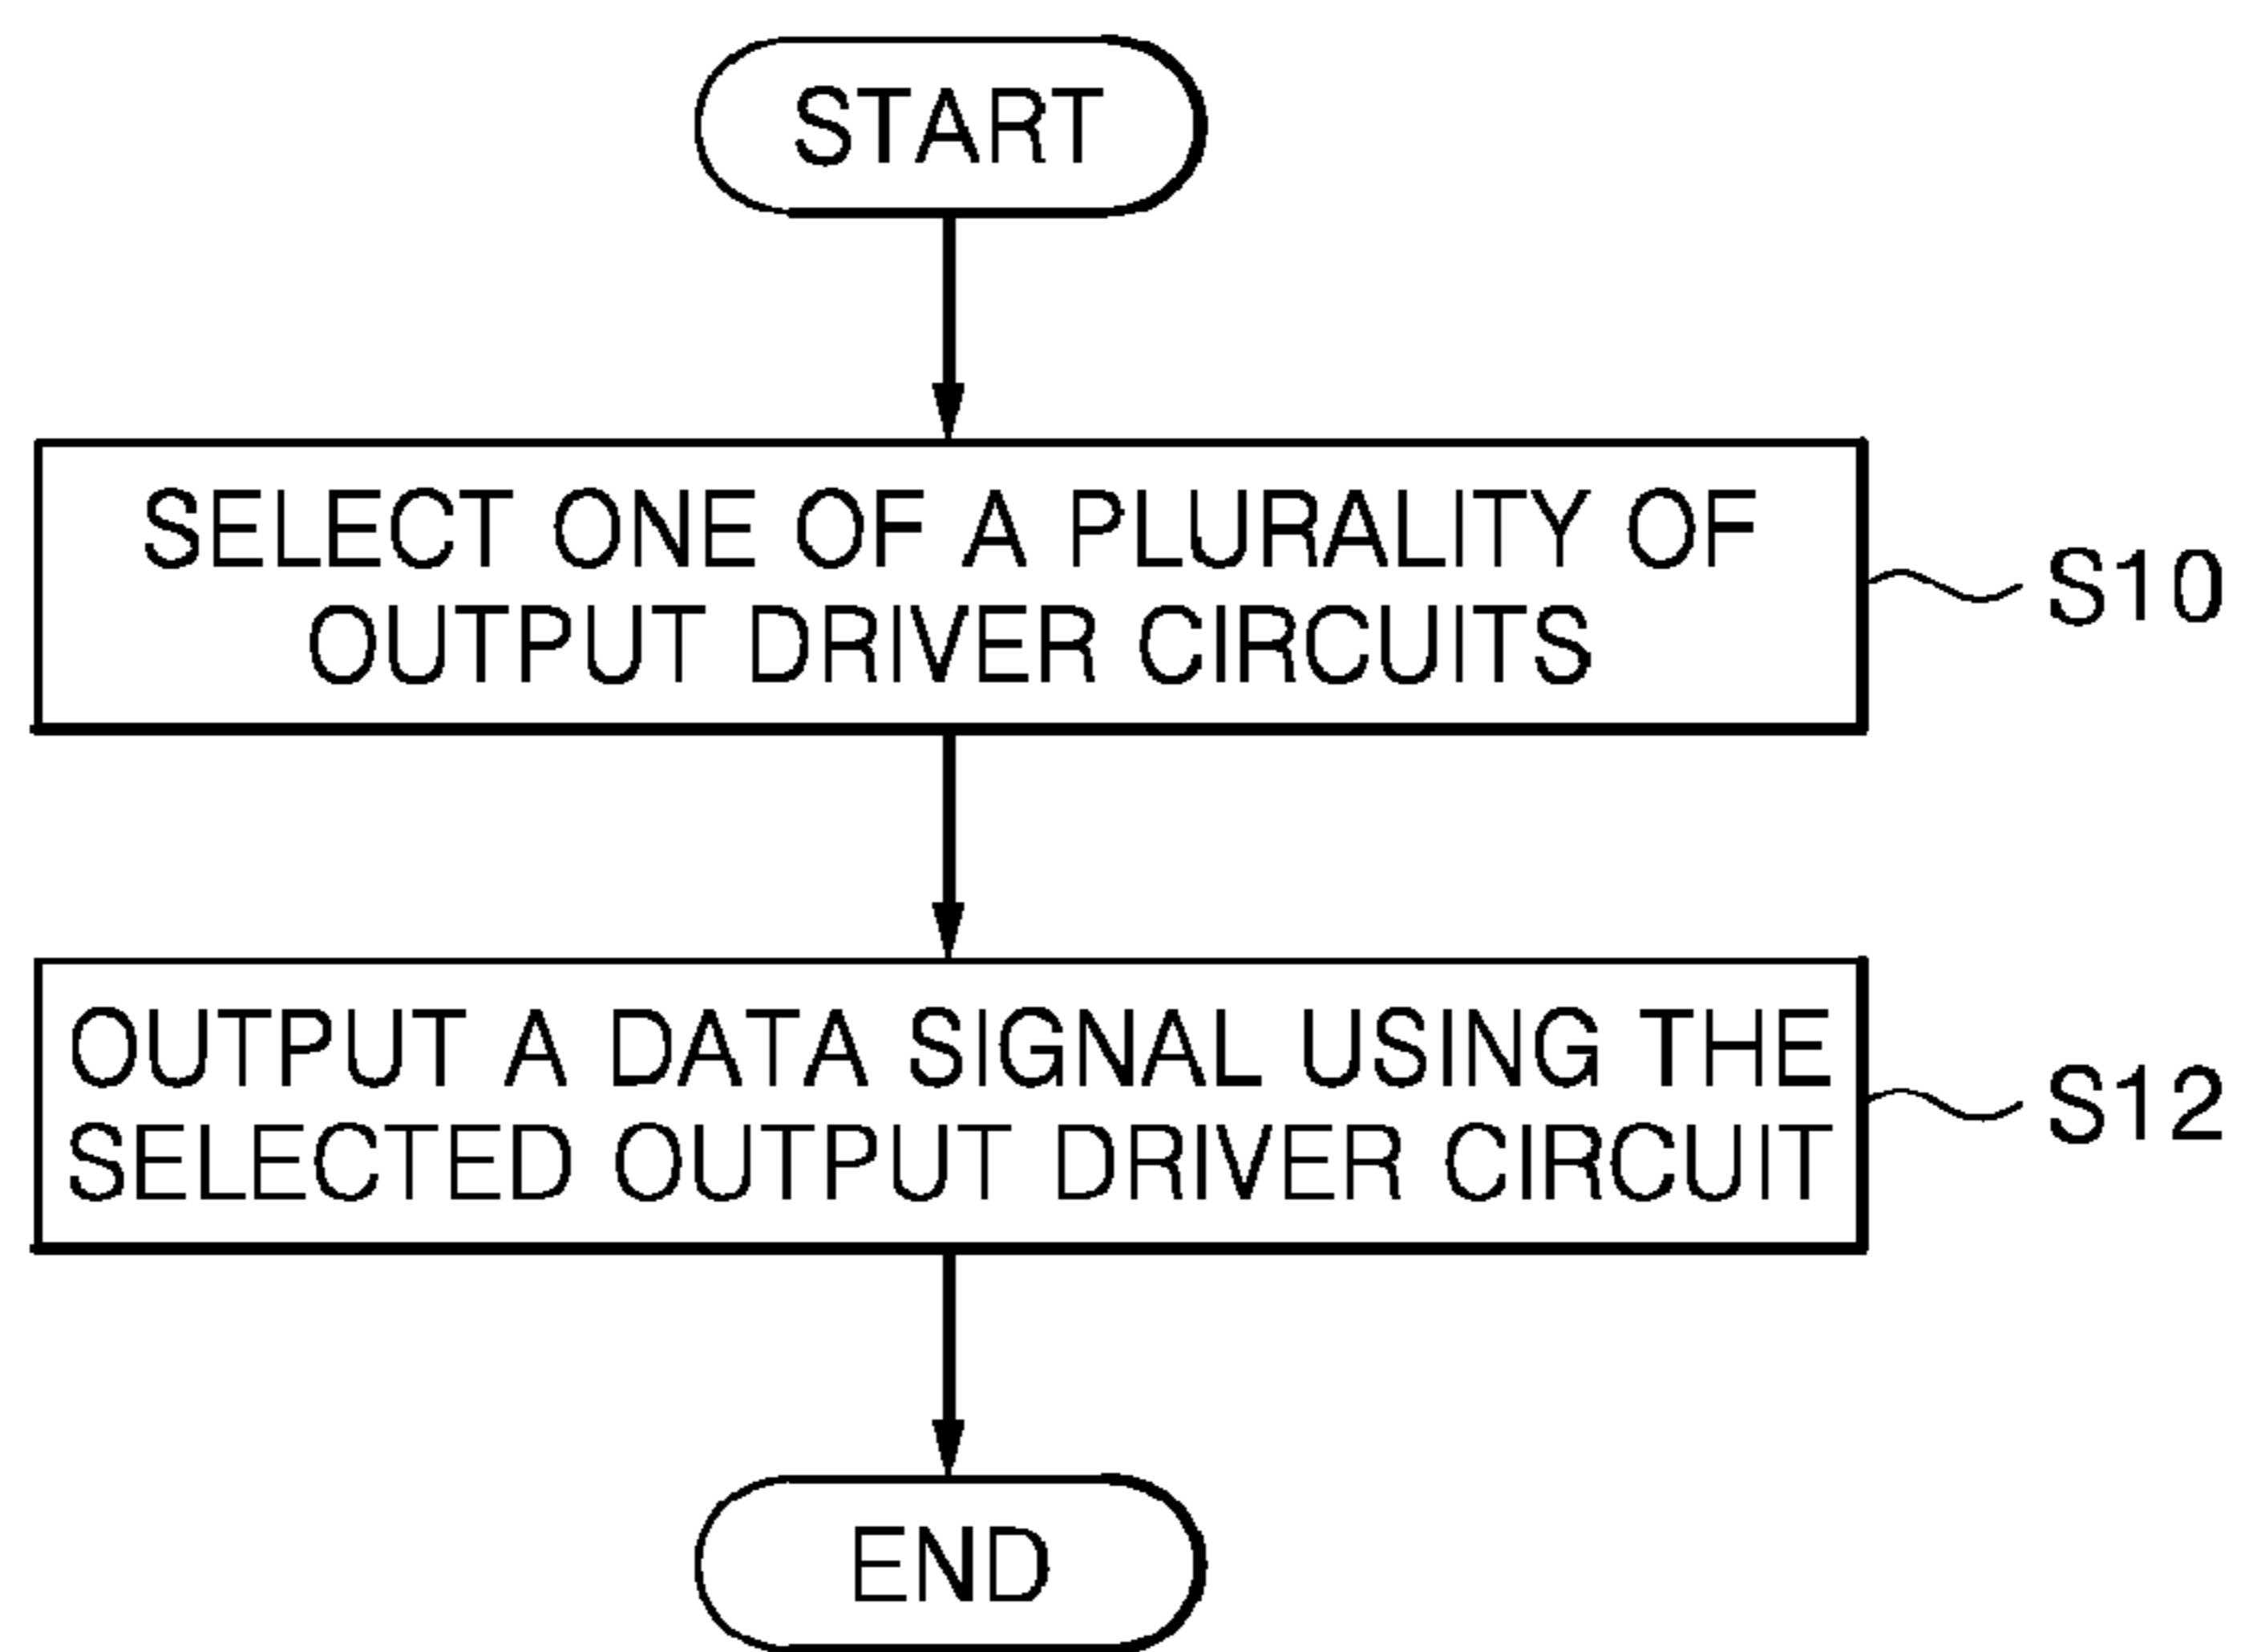 START
SELECT ONE OF A PLURALITY OF
OUTPUT DRIVER CIRCUITS
S10
OUTPUT A DATA SIGNAL USING THE
SELECTED OUTPUT DRIVER CIRCUIT
S12
END